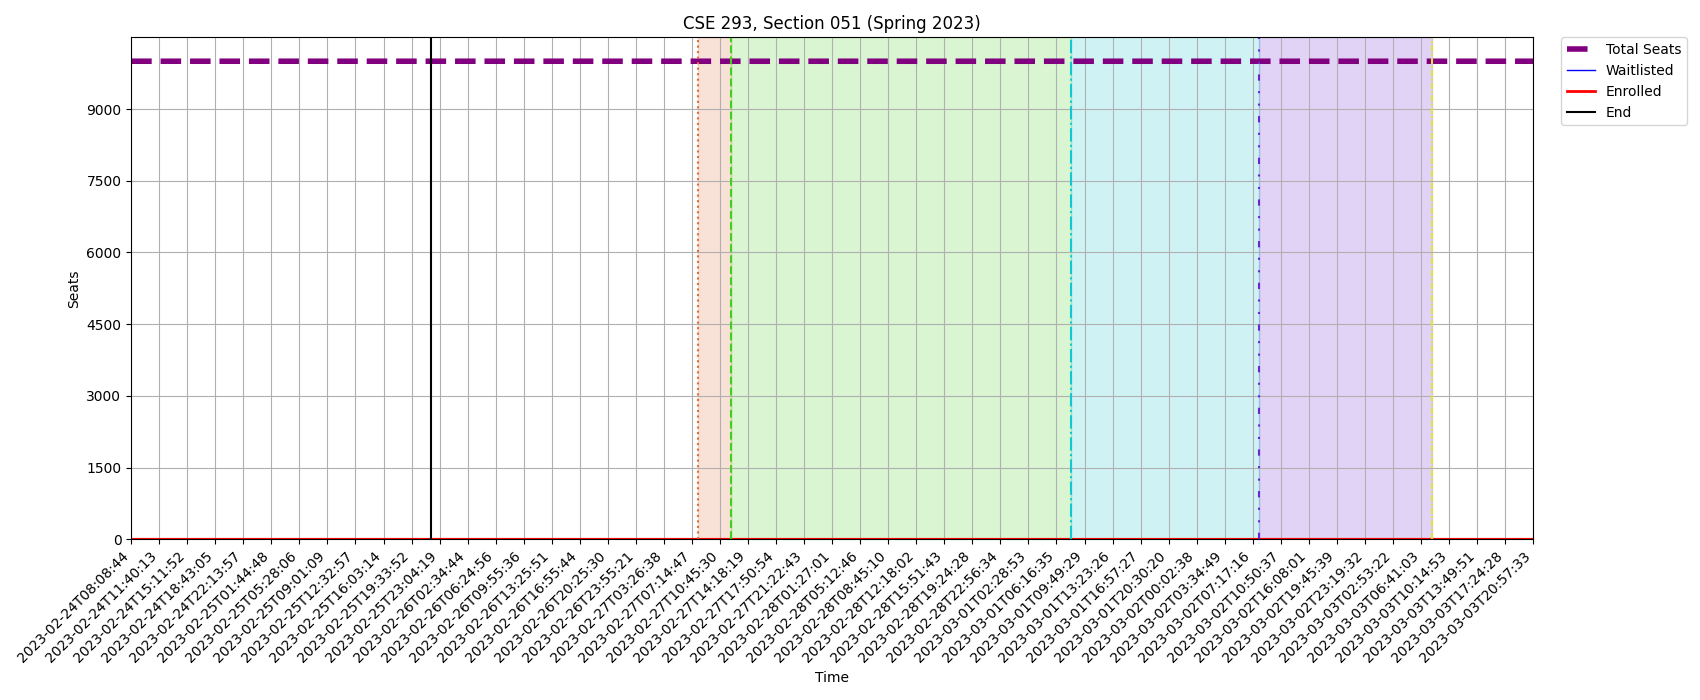 CSE 293, Section 051 (Spring 2023)
Total Seats
Waitlisted
Enrolled
End
9000
7500
6000
4500
3000
1500
0
Seats
2023-02-24T08:08:44
2023-02-24T11:40:13
2023-02-24T15:11:52
2023-02-24T18:43:05
2023-02-24T22:13:57
2023-02-25T01:44:48
2023-02-25T05:28:06
2023-02-25T09:01:09
2023-02-25T12:32:57
2023-02-25T16:03:14
2023-02-25T19:33:52
2023-02-25T23:04:19
2023-02-26T02:34:44
2023-02-26T06:24:56
2023-02-26T09:55:36
2023-02-26T13:25:51
2023-02-26T16:55:44
2023-02-26T20:25:30
2023-02-26T23:55:21
2023-02-27T03:26:38
2023-02-27T07:14:47
2023-02-27T10:45:30
2023-02-27T14:18:19
2023-02-27T17:50:54
2023-02-27T21:22:43
2023-02-28T01:27:01
2023-02-28T05:12:46
2023-02-28T08:45:10
2023-02-28T12:18:02
2023-02-28T15:51:43
2023-02-28T19:24:28
2023-02-28T22:56:34
2023-03-01T02:28:53
2023-03-01T06:16:35
2023-03-01T09:49:29
2023-03-01T13:23:26
2023-03-01T16:57:27
2023-03-01T20:30:20
2023-03-02T00:02:38
2023-03-02T03:34:49
2023-03-02T07:17:16
2023-03-02T10:50:37
2023-03-02T16:08:01
2023-03-02T19:45:39
2023-03-02T23:19:32
2023-03-03T02:53:22
2023-03-03T06:41:03
2023-03-03T10:14:53
2023-03-03T13:49:51
2023-03-03T17:24:28
2023-03-03T20:57:33
Time